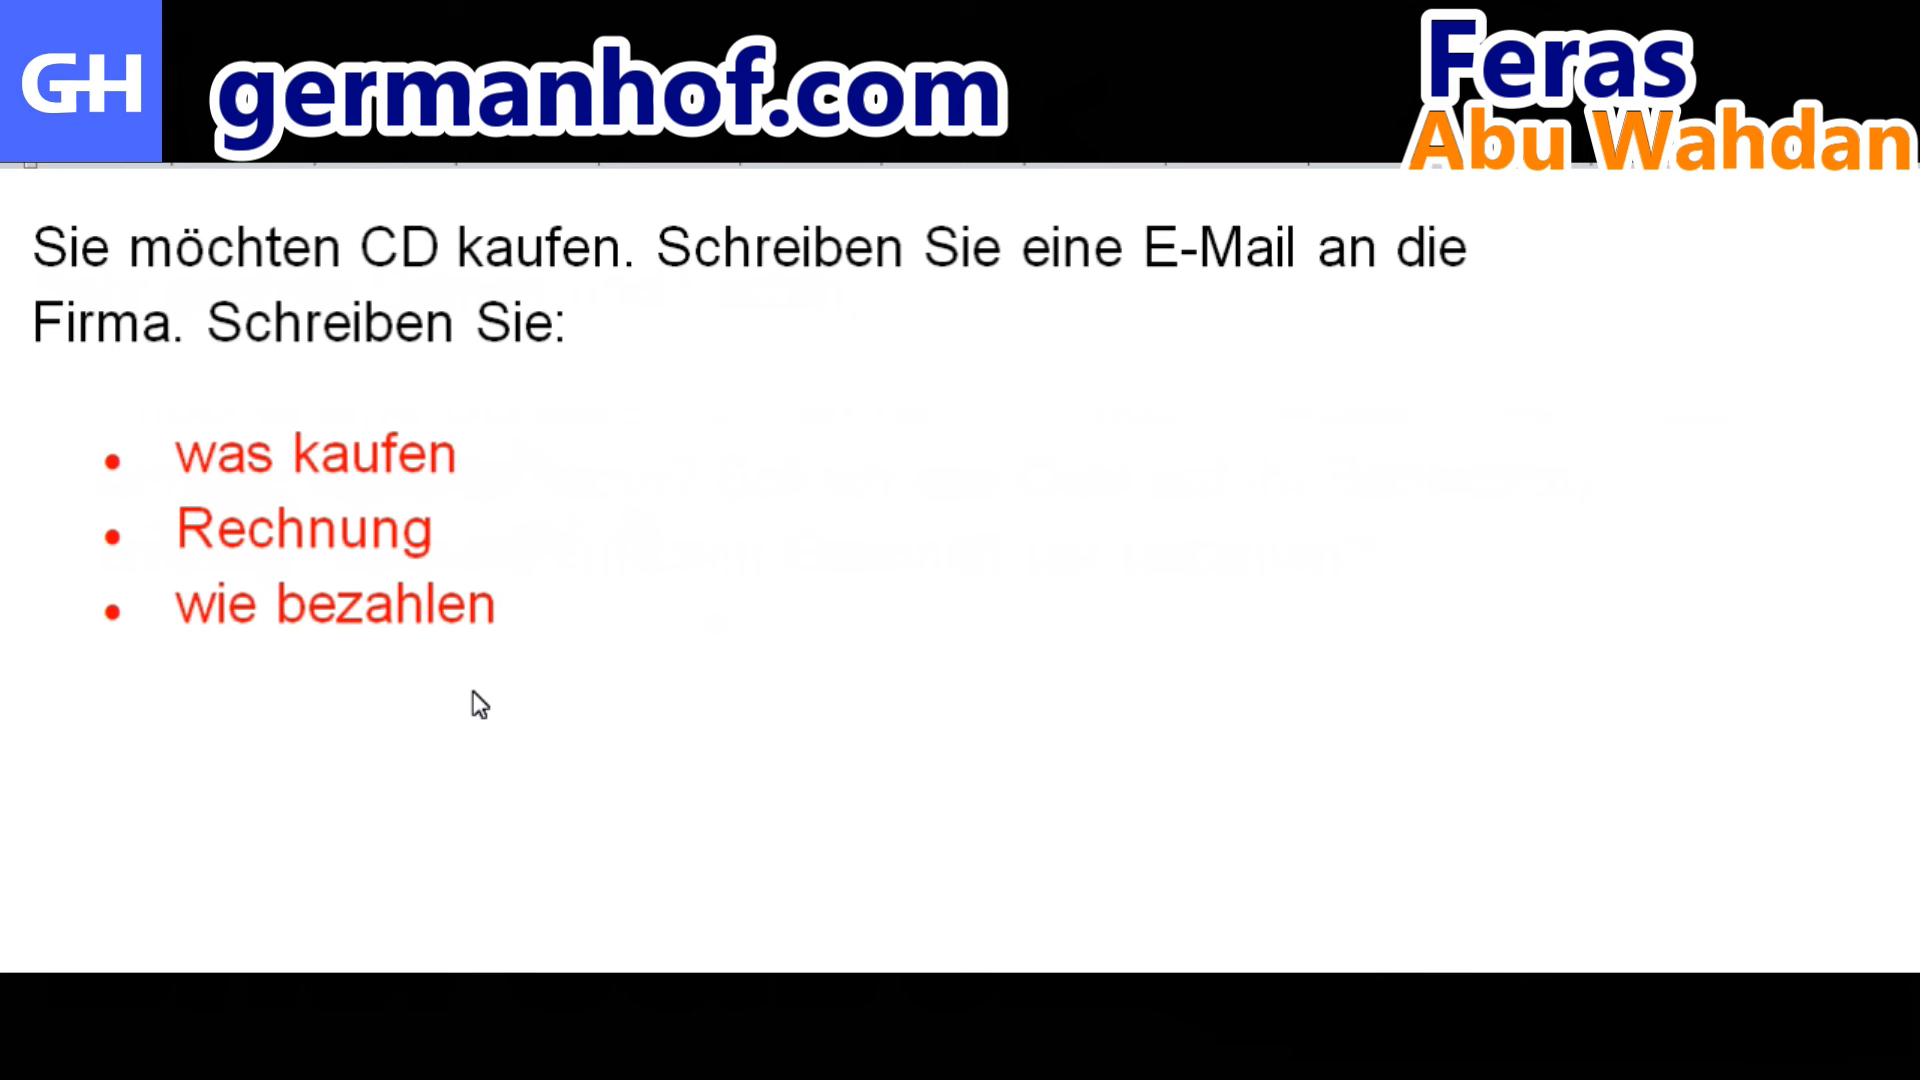 GH
germanhof.com
Feras
Abu Wahdan
Sie möchten CD kaufen. Schreiben Sie eine E-Mail an die
Firma. Schreiben Sie:
• was kaufen
• Rechnung
• wie bezahlen